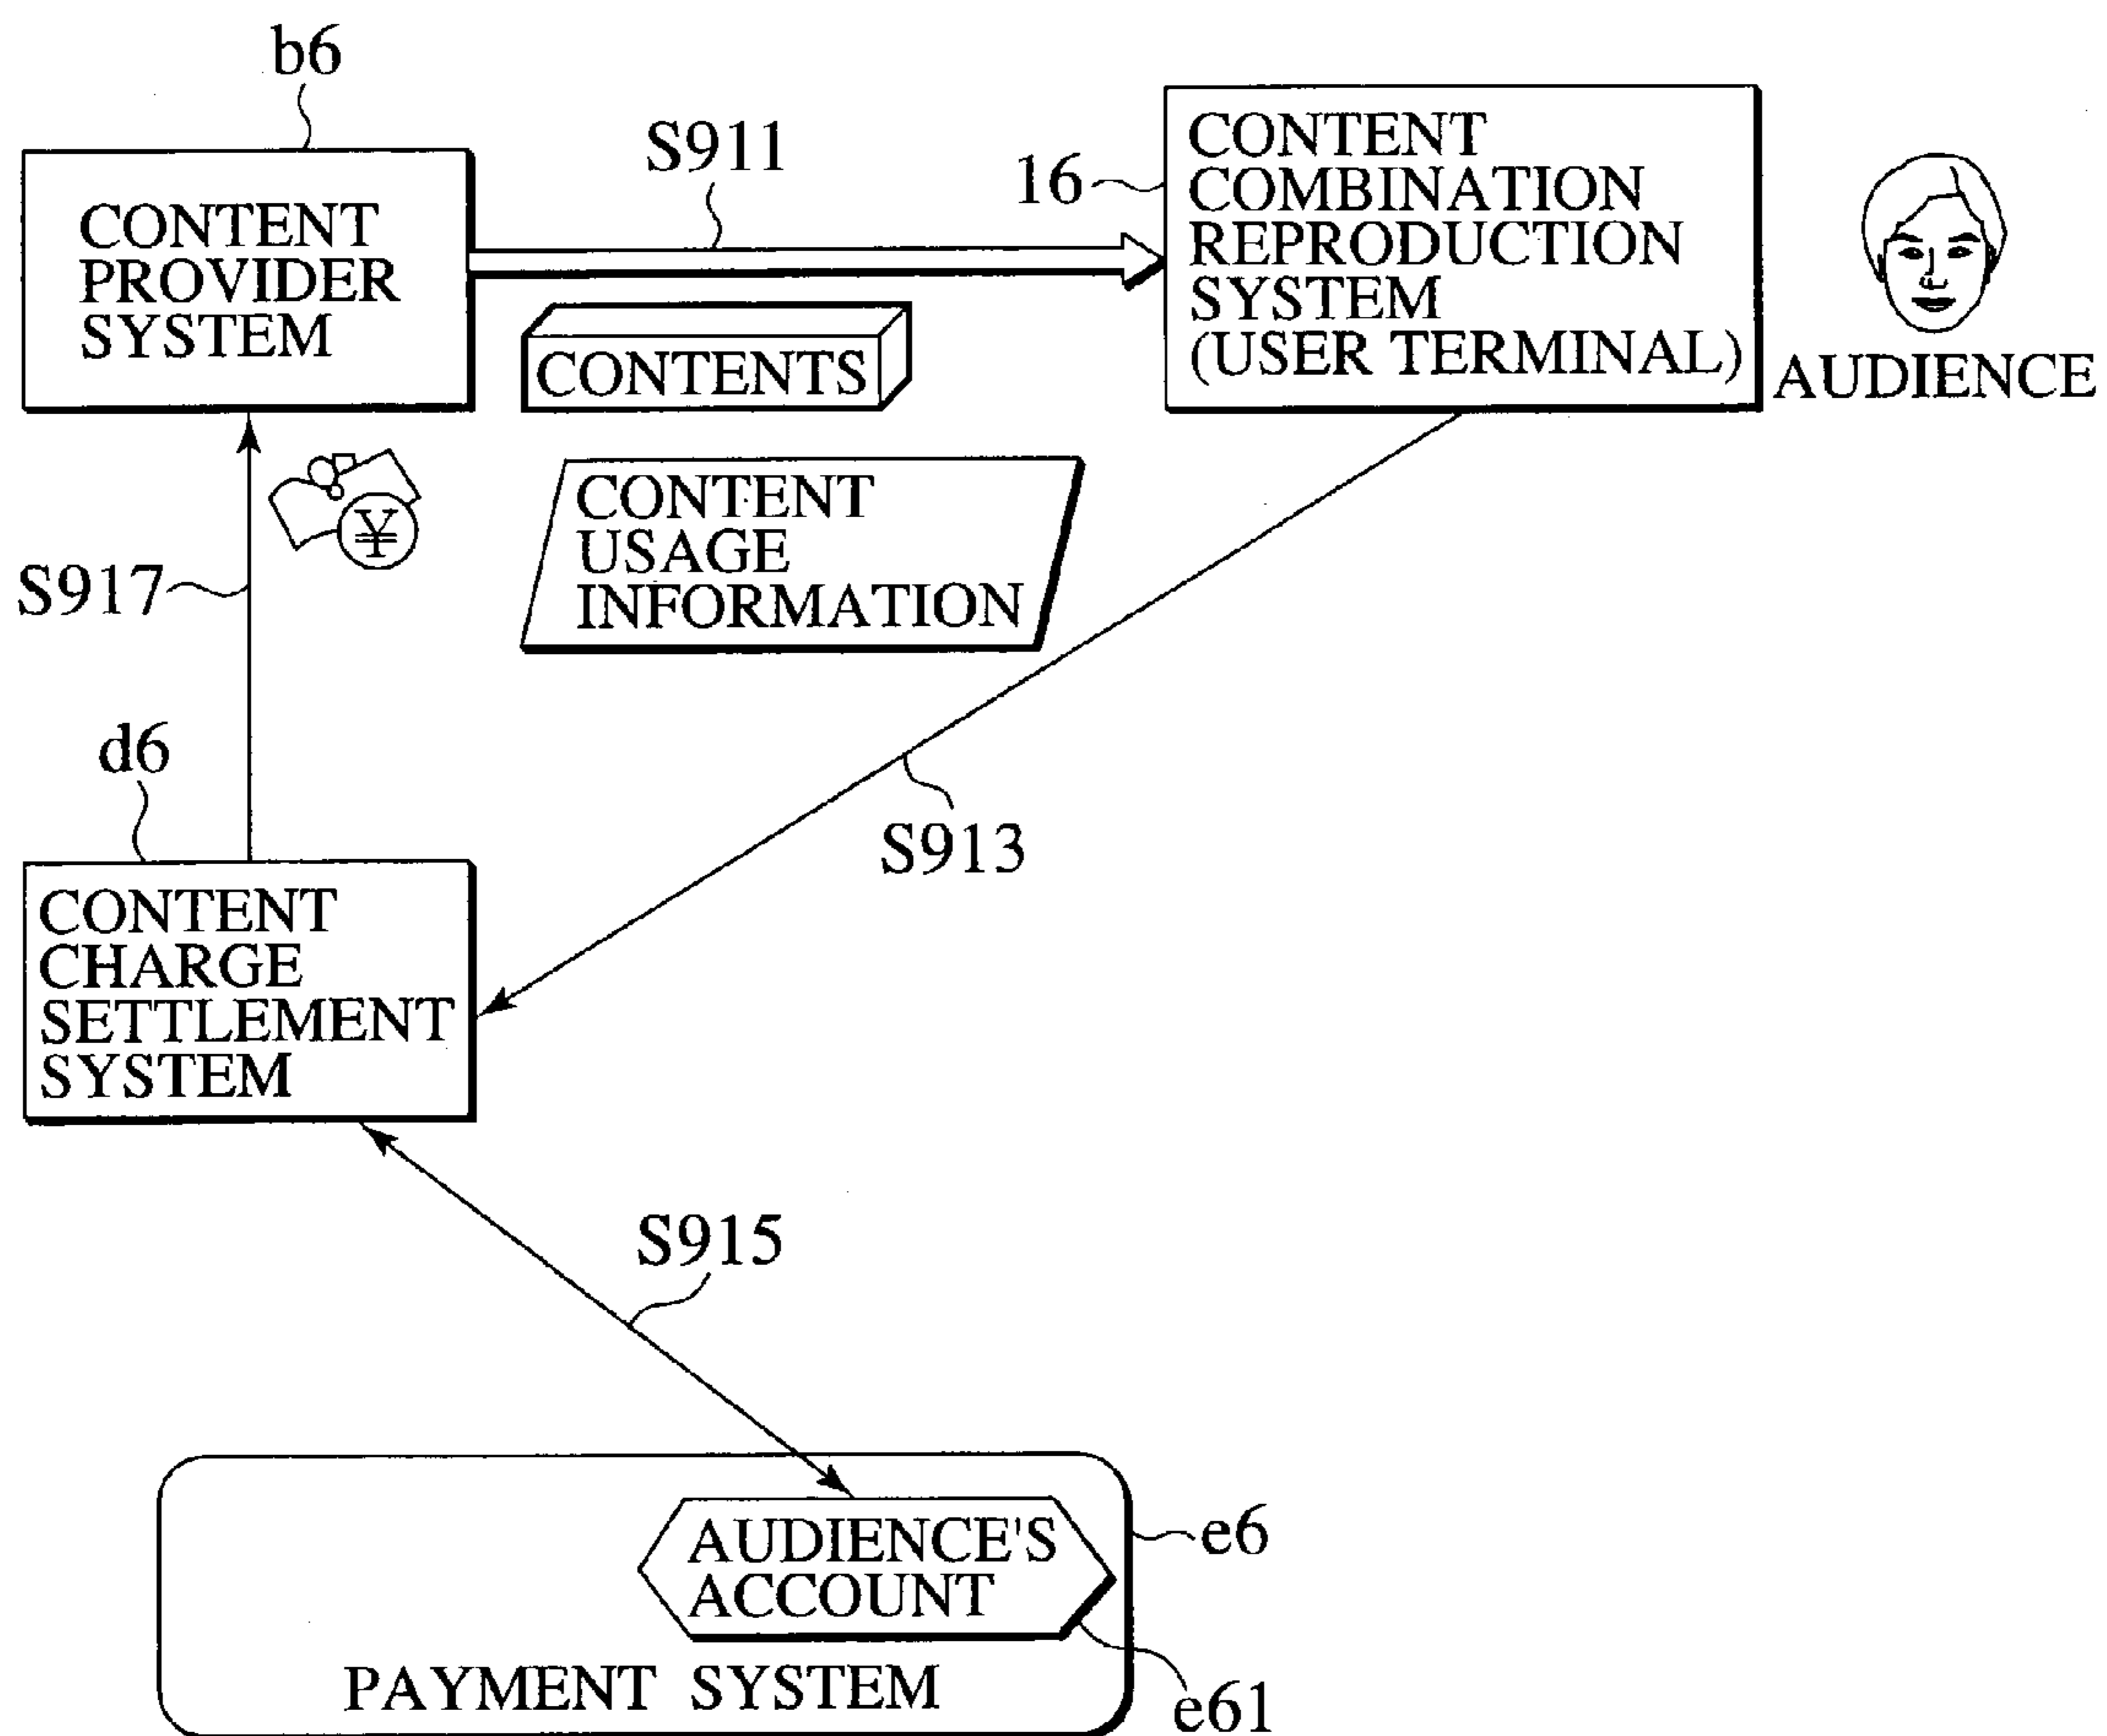 b6
CONTENT
PROVIDER
SYSTEM
S911
CONTENTS
16
CONTENT
COMBINATION
REPRODUCTION
SYSTEM
(USER TERMINAL)
AUDIENCE
¥
S917
CONTENT
USAGE
INFORMATION
d6
S913
CONTENT
CHARGE
SETTLEMENT
SYSTEM
S915
AUDIENCE'S
ACCOUNT
e6
PAYMENT SYSTEM
e61